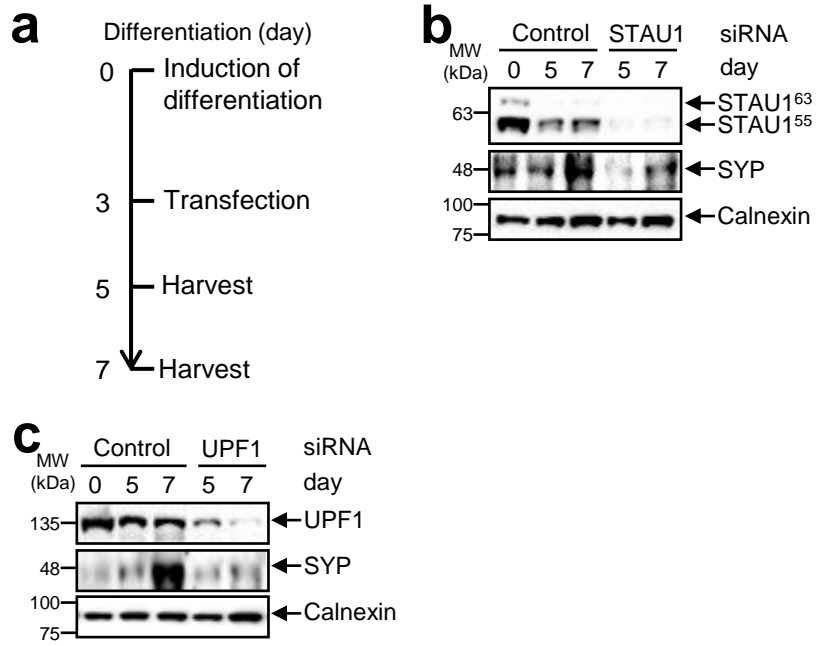 a
Differentiation (day)
0 Induction of
differentiation
3 Transfection
5 Harvest
7 Harvest
b
MW
(kDa)
Control STAU1 siRNA
0 5 7 5 7 day
63
STAU1⁶³
STAU1⁵⁵
48 SYP
100
75
Calnexin
c
MW
(kDa)
Control UPF1 siRNA
0 5 7 5 7 day
135 UPF1
48 SYP
100
75
Calnexin